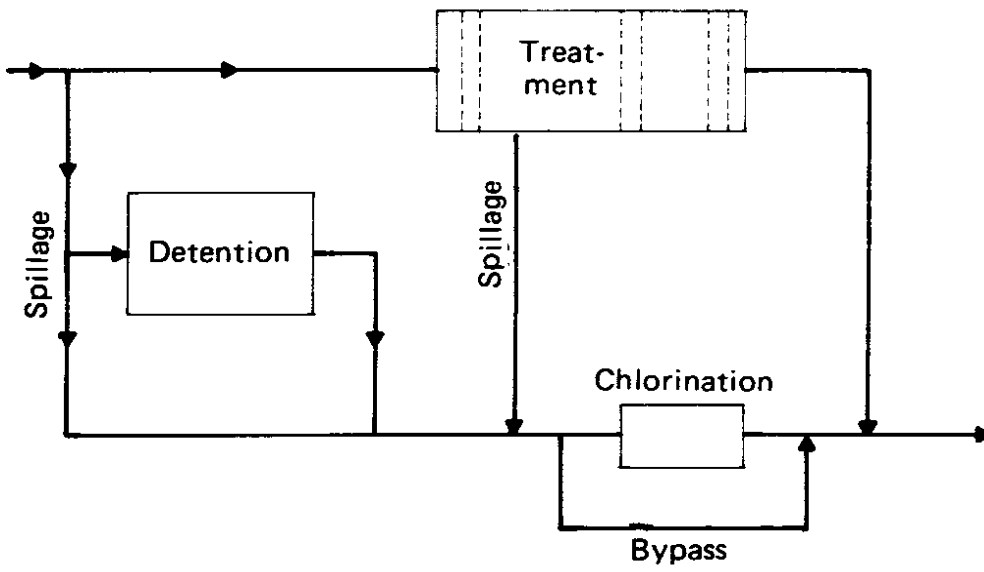 Treat-
ment
Spillage
Detention
Spillage
Chlorination
Bypass